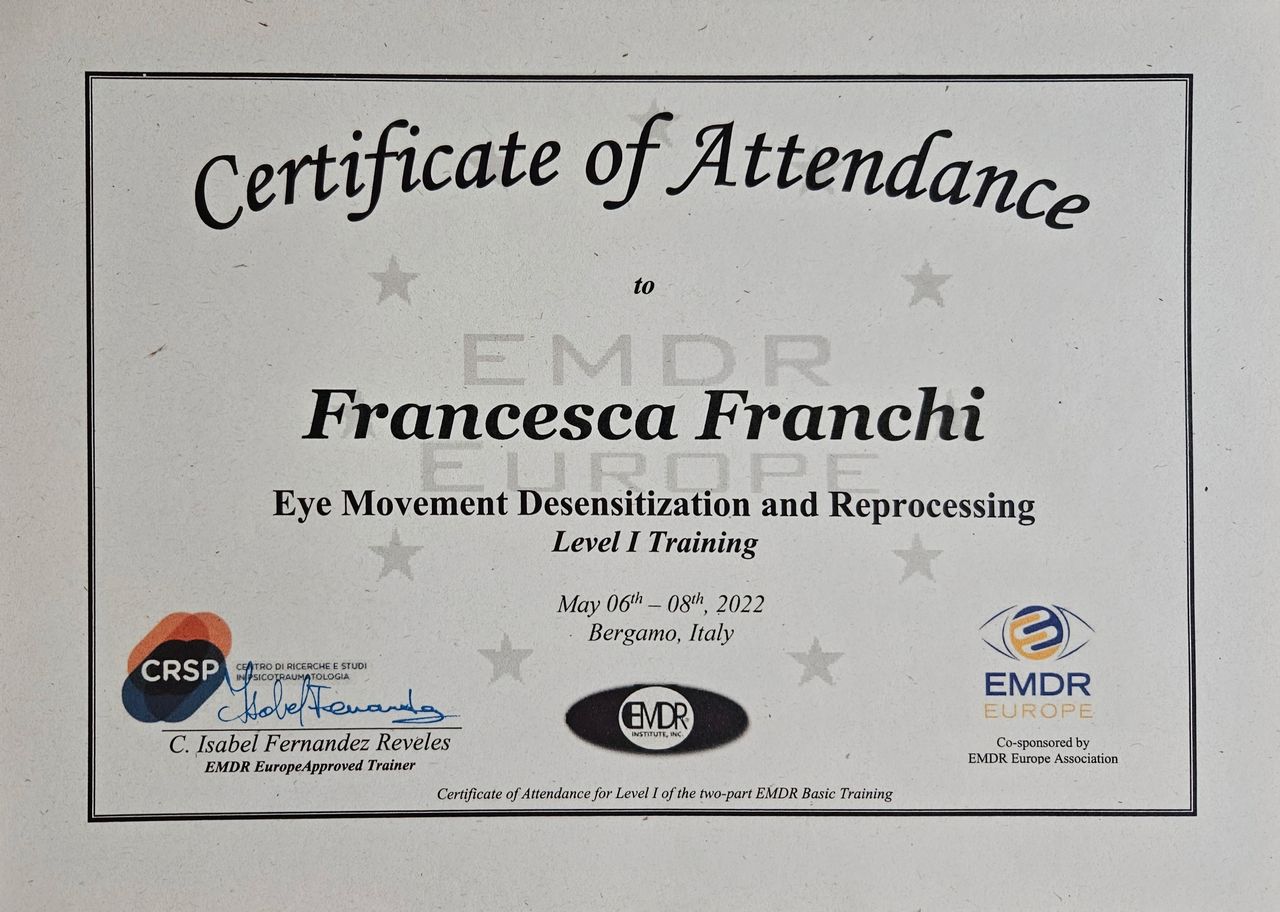 Certificate of Attendance
to
EMDR
Francesca Franchi
EUROPE
Eye Movement Desensitization and Reprocessing
Level I Training
May 06th – 08th, 2022
Bergamo, Italy
CRSP
CENTRO DI RICERCHE E STUDI
IN PSICOTRAUMATOLOGIA
Isabel Fernandez
C. Isabel Fernandez Reveles
EMDR EuropeApproved Trainer
EMDR®
INSTITUTE, INC.
EMDR
EUROPE
Co-sponsored by
EMDR Europe Association
Certificate of Attendance for Level I of the two-part EMDR Basic Training